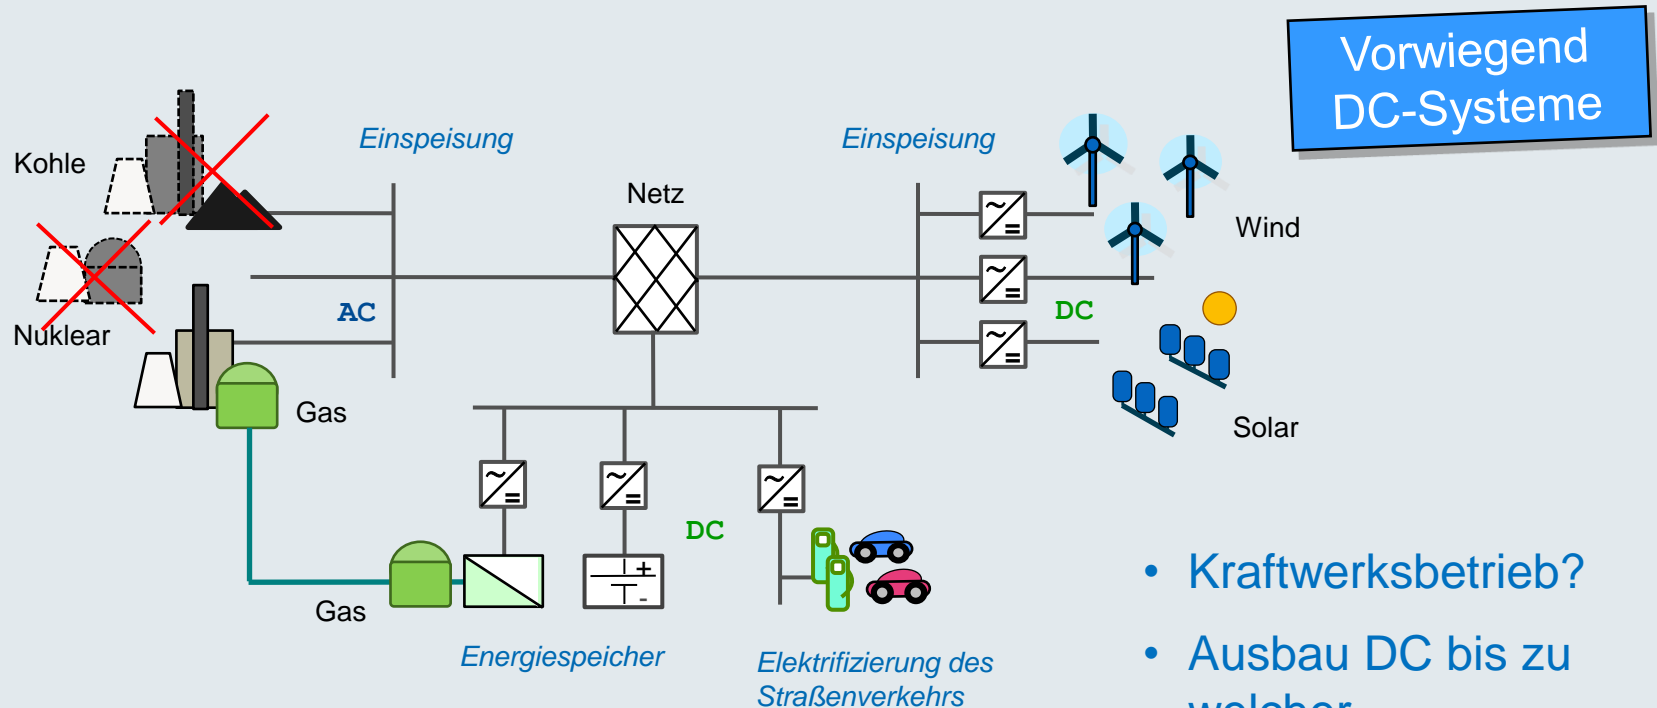 Vorwiegend
DC-Systeme
Einspeisung
Einspeisung
Kohle
Netz
Wind
AC
DC
Nuklear
Gas
Solar
DC
+
-
Gas
Energiespeicher
Elektrifizierung des
Straßenverkehrs
• Kraftwerksbetrieb?
• Ausbau DC bis zu
welcher